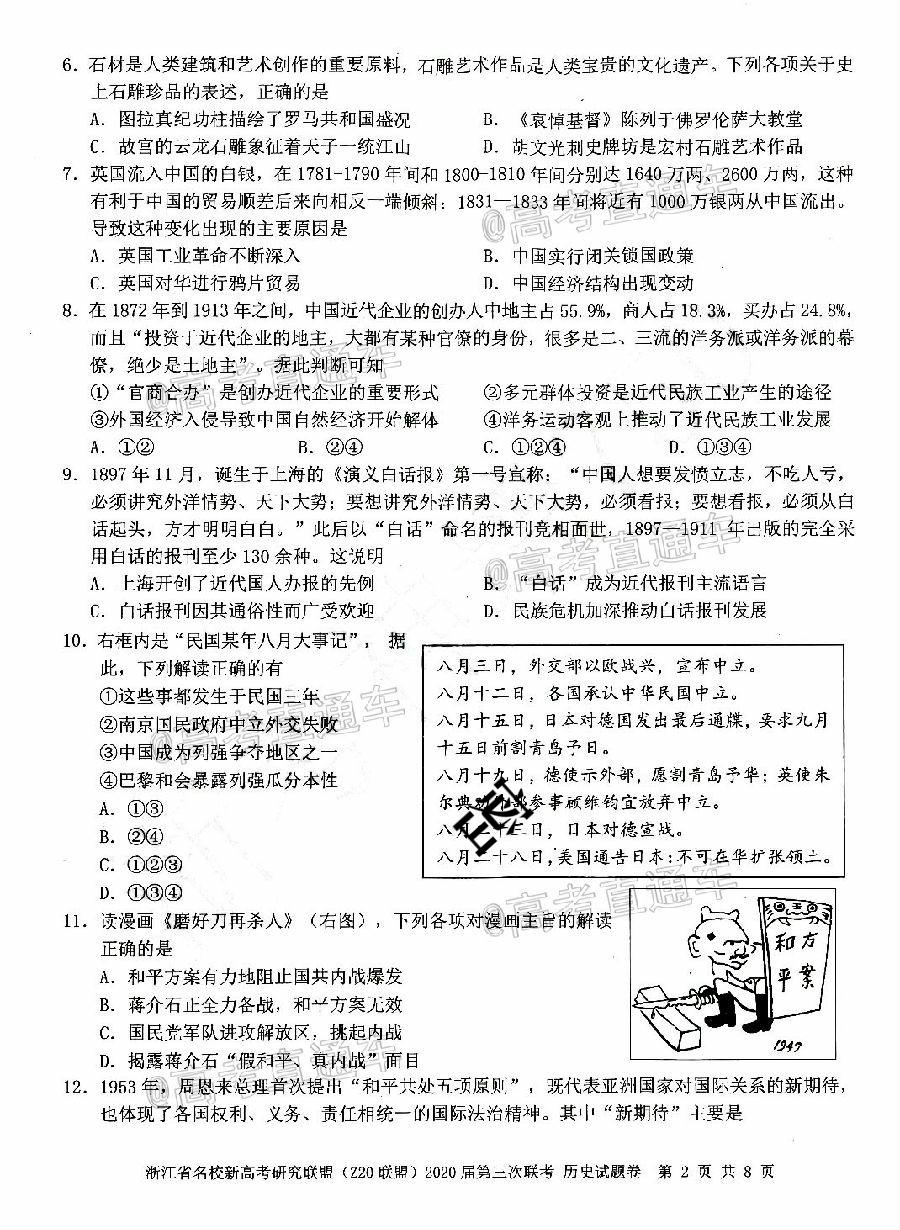 6．石材是人类建筑和艺术创作的重要原料，石雕艺术作品是人类宝贵的文化遗产。下列各项关于史
上石雕珍品的表述，正确的是
A．图拉真纪功柱描绘了罗马共和国盛况 B．《哀悼基督》陈列于佛罗伦萨大教堂
C．故宫的云龙石雕象征着天子一统江山 D．胡文光刺史牌坊是宏村石雕艺术作品
7．英国流入中国的白银，在 1781-1790 年间和 1800-1810 年间分别达 1640 万两、2600 万两，这种
有利于中国的贸易顺差后来向相反一端倾斜：1831—1833 年间将近有 1000 万银两从中国流出。
导致这种变化出现的主要原因是
A．英国工业革命不断深入 B．中国实行闭关锁国政策
C．英国对华进行鸦片贸易 D．中国经济结构出现变动
8．在 1872 年到 1913 年之间，中国近代企业的创办人中地主占 55.9%，商人占 18.3%，买办占 24.8%，
而且“投资于近代企业的地主，大都有某种官僚的身份，很多是二、三流的洋务派或洋务派的幕
僚，绝少是土地主”。据此判断可知
①“官商合办”是创办近代企业的重要形式 ②多元群体投资是近代民族工业产生的途径
③外国经济入侵导致中国自然经济开始解体 ④洋务运动客观上推动了近代民族工业发展
A．①② B．②④ C．①②④ D．①③④
9．1897 年 11 月，诞生于上海的《演义白话报》第一号宣称：“中国人想要发愤立志，不吃人亏，
必须讲究外洋情势、天下大势；要想讲究外洋情势、天下大势，必须看报；要想看报，必须从白
话起头，方才明明白白。”此后以“白话”命名的报刊竞相面世，1897—1911 年出版的完全采
用白话的报刊至少 130 余种。这说明
A．上海开创了近代国人办报的先例 B．“白话”成为近代报刊主流语言
C．白话报刊因其通俗性而广受欢迎 D．民族危机加深推动白话报刊发展
10．右框内是“民国某年八月大事记”，据
此，下列解读正确的有
①这些事都发生于民国三年
②南京国民政府中立外交失败
③中国成为列强争夺地区之一
④巴黎和会暴露列强瓜分本性
A．①③
B．②④
C．①②③
D．①③④
八月三日，外交部以欧战兴，宣布中立。
八月十二日，各国承认中华民国中立。
八月十五日，日本对德国发出最后通牒，要求九月
十五日前割青岛予日。
八月十九日，德使示外部，愿割青岛予华；英使朱
尔典劝 部参事顾维钧宜放弃中立。
八月二十三日，日本对德宣战。
八月二十八日，美国通告日本：不可在华扩张领土。
11．读漫画《磨好刀再杀人》（右图），下列各项对漫画主旨的解读
正确的是
A．和平方案有力地阻止国共内战爆发
B．蒋介石正全力备战，和平方案无效
C．国民党军队进攻解放区，挑起内战
D．揭露蒋介石“假和平、真内战”面目
和平
方案
1947
12．1953 年，周恩来总理首次提出“和平共处五项原则”，既代表亚洲国家对国际关系的新期待，
也体现了各国权利、义务、责任相统一的国际法治精神。其中“新期待”主要是
浙江省名校新高考研究联盟（Z20 联盟）2020 届第三次联考 历史试题卷 第 2 页 共 8 页
@高考直通车
@高考直通车
@高考直通车
@高考直通车
@高考直通车
@高考直通车